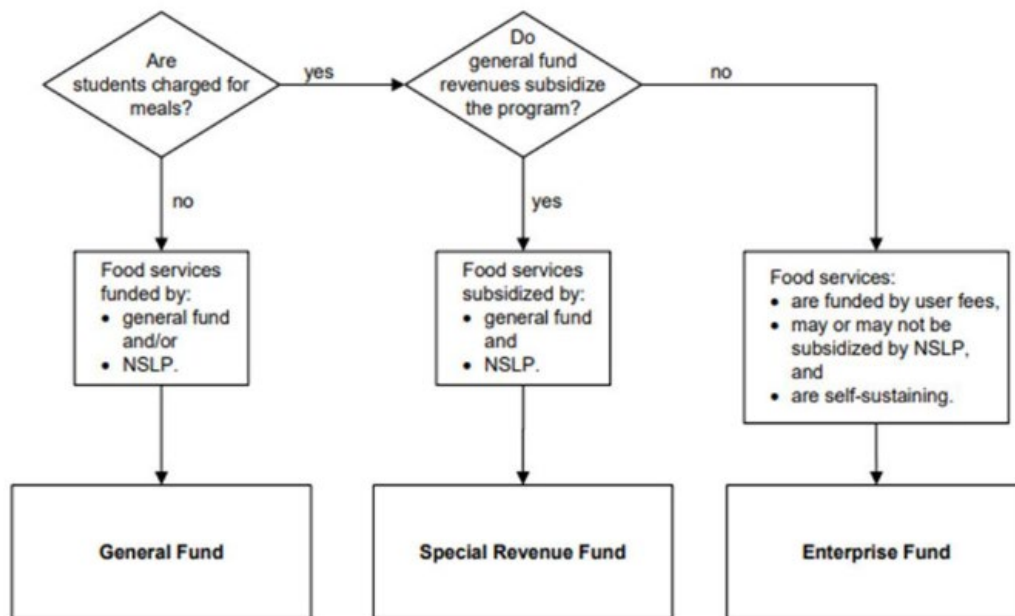 Are
students charged for
meals?
yes
Do
general fund
revenues subsidize
the program?
no
no
yes
Food services
funded by:
• general fund
and/or
• NSLP.
Food services
subsidized by:
• general fund
and
• NSLP.
Food services:
• are funded by user fees,
• may or may not be
subsidized by NSLP,
and
• are self-sustaining.
General Fund
Special Revenue Fund
Enterprise Fund